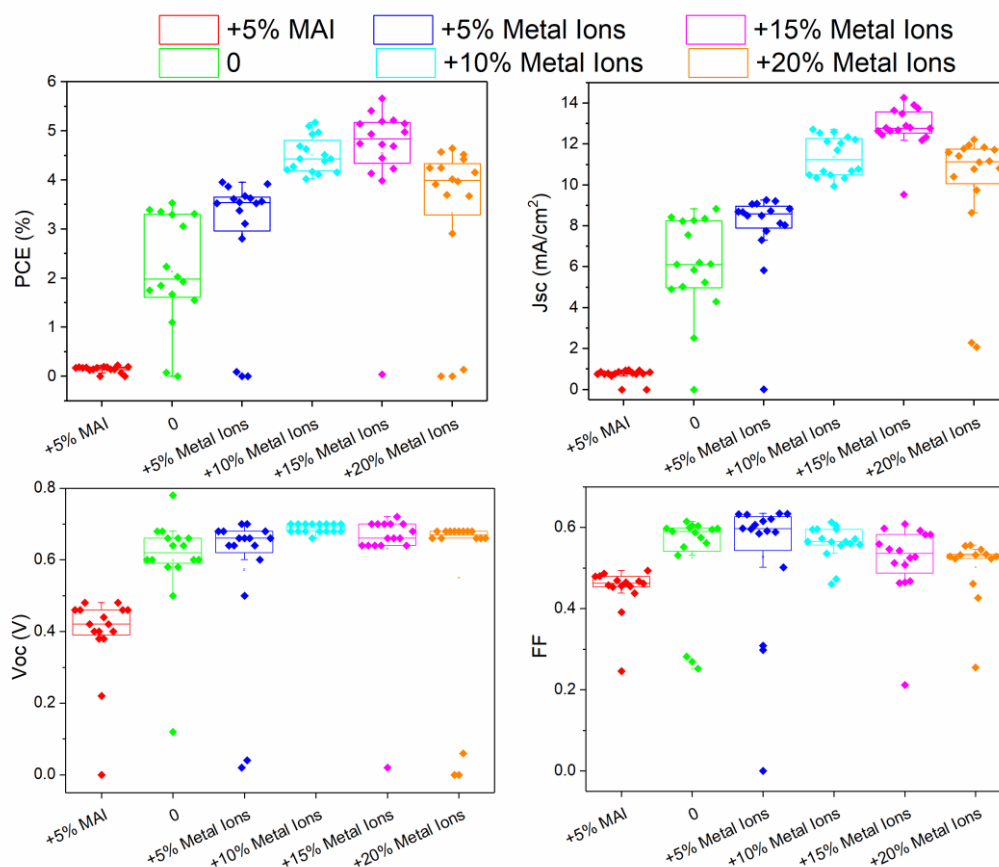 +5% MAI +5% Metal Ions +15% Metal Ions
0 +10% Metal Ions +20% Metal Ions
PCE (%)
6
5
4
3
2
1
0
+5% MAI
0
+5% Metal Ions
+10% Metal Ions
+15% Metal Ions
+20% Metal Ions
Jsc (mA/cm²)
14
12
10
8
6
4
2
0
+5% MAI
0
+5% Metal Ions
+10% Metal Ions
+15% Metal Ions
+20% Metal Ions
Voc (V)
0.8
0.6
0.4
0.2
0.0
+5% MAI
0
+5% Metal Ions
+10% Metal Ions
+15% Metal Ions
+20% Metal Ions
FF
0.6
0.4
0.2
0.0
+5% MAI
0
+5% Metal Ions
+10% Metal Ions
+15% Metal Ions
+20% Metal Ions